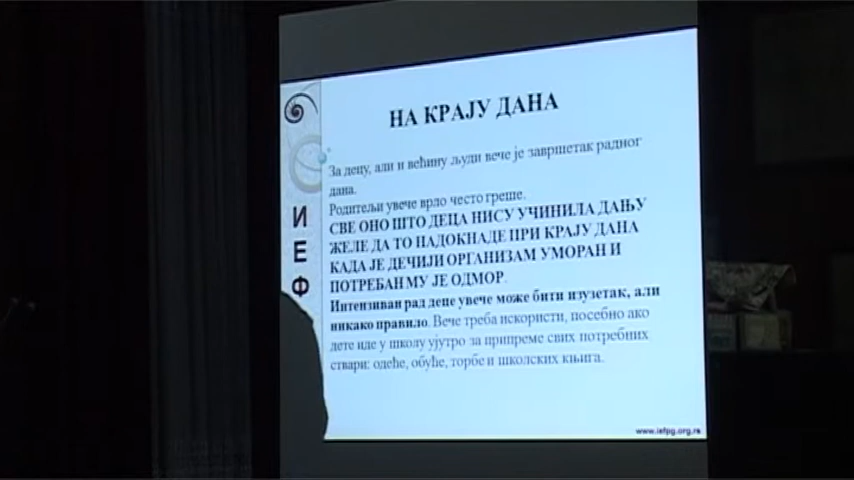 НА КРАЈУ ДАНА
За децу, али и већину људи вече је завршетак радног
дана.
Родитељи увече врло често греше.
СВЕ ОНО ШТО ДЕЦА НИСУ УЧИНИЛА ДАЊУ
ЖЕЛЕ ДА ТО НАДОКНАДЕ ПРИ КРАЈУ ДАНА
КАДА ЈЕ ДЕЧИЈИ ОРГАНИЗАМ УМОРАН И
ПОТРЕБАН МУ ЈЕ ОДМОР.
Интензиван рад деце увече може бити изузетак, али
никако правило. Вече треба искористи, посебно ако
дете иде у школу ујутро за припреме свих потребних
ствари: одеће, обуће, торбе и школских књига.
И
Е
Ф
www.iefpg.org.rs